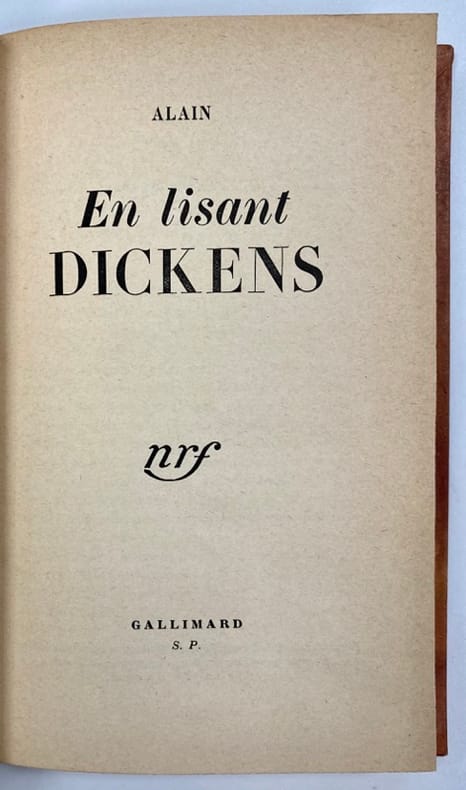 ALAIN
En lisant
DICKENS
nrf
GALLIMARD
S. P.